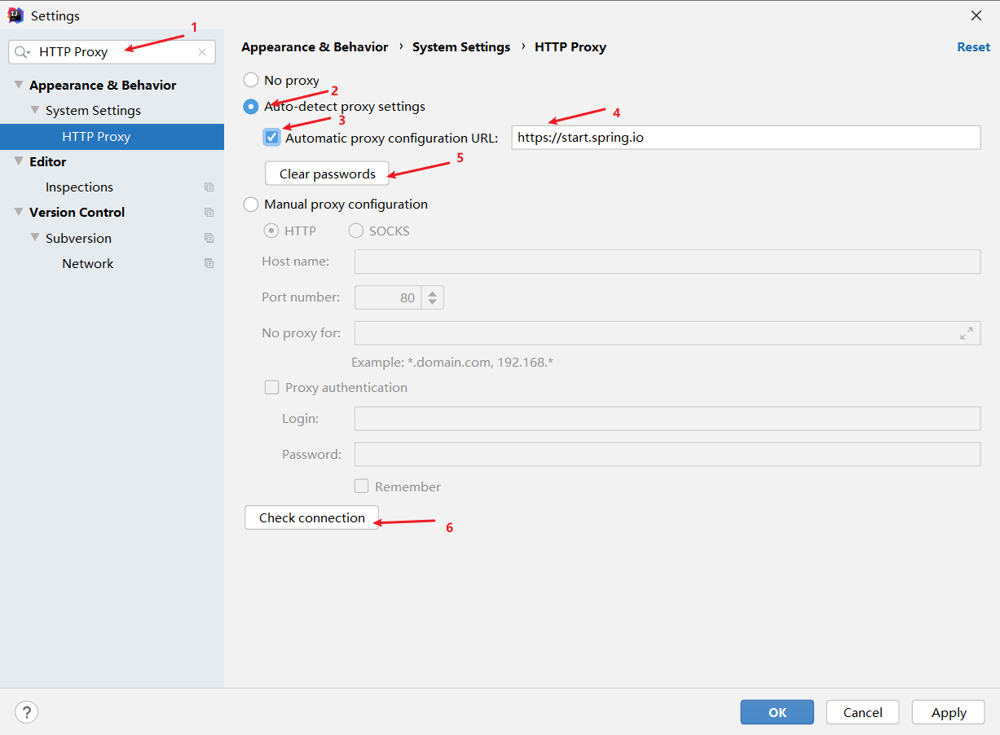 Settings
1
HTTP Proxy
Appearance & Behavior › System Settings › HTTP Proxy
Reset
Appearance & Behavior
System Settings
HTTP Proxy
Editor
Inspections
Version Control
Subversion
Network
No proxy
2
Auto-detect proxy settings
3
4
Automatic proxy configuration URL: https://start.spring.io
5
Clear passwords
Manual proxy configuration
HTTP SOCKS
Host name:
Port number: 80
No proxy for:
Example: *.domain.com, 192.168.*
Proxy authentication
Login:
Password:
Remember
Check connection
6
?
OK Cancel Apply